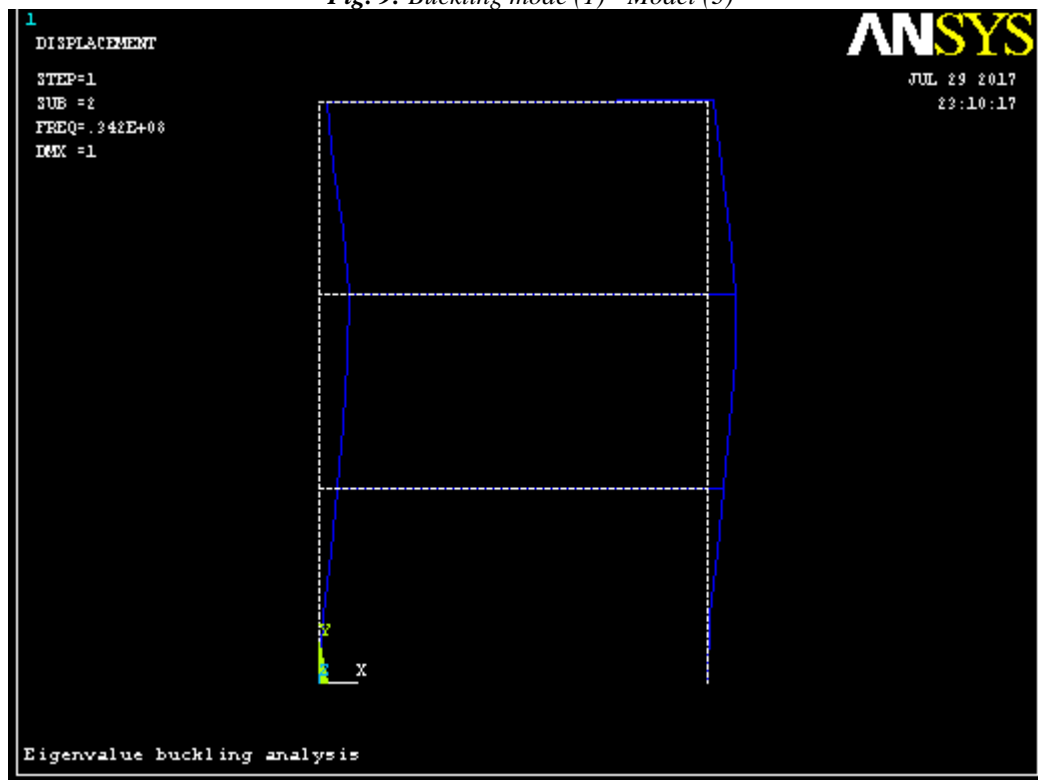 Fig. 9: Buckling mode (1) - Model (3)
1
DISPLACEMENT
STEP=1
SUB =2
FREQ=.342E+08
DMX =1
ANSYS
JUL 29 2017
23:10:17
Y
Z X
Eigenvalue buckling analysis